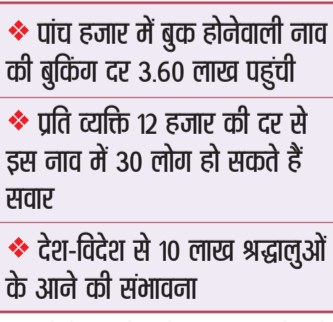 ❖ पांच हजार में बुक होनेवाली नाव
की बुकिंग दर 3.60 लाख पहुंची
❖ प्रति व्यक्ति 12 हजार की दर से
इस नाव में 30 लोग हो सकते हैं
सवार
❖ देश-विदेश से 10 लाख श्रद्धालुओं
के आने की संभावना